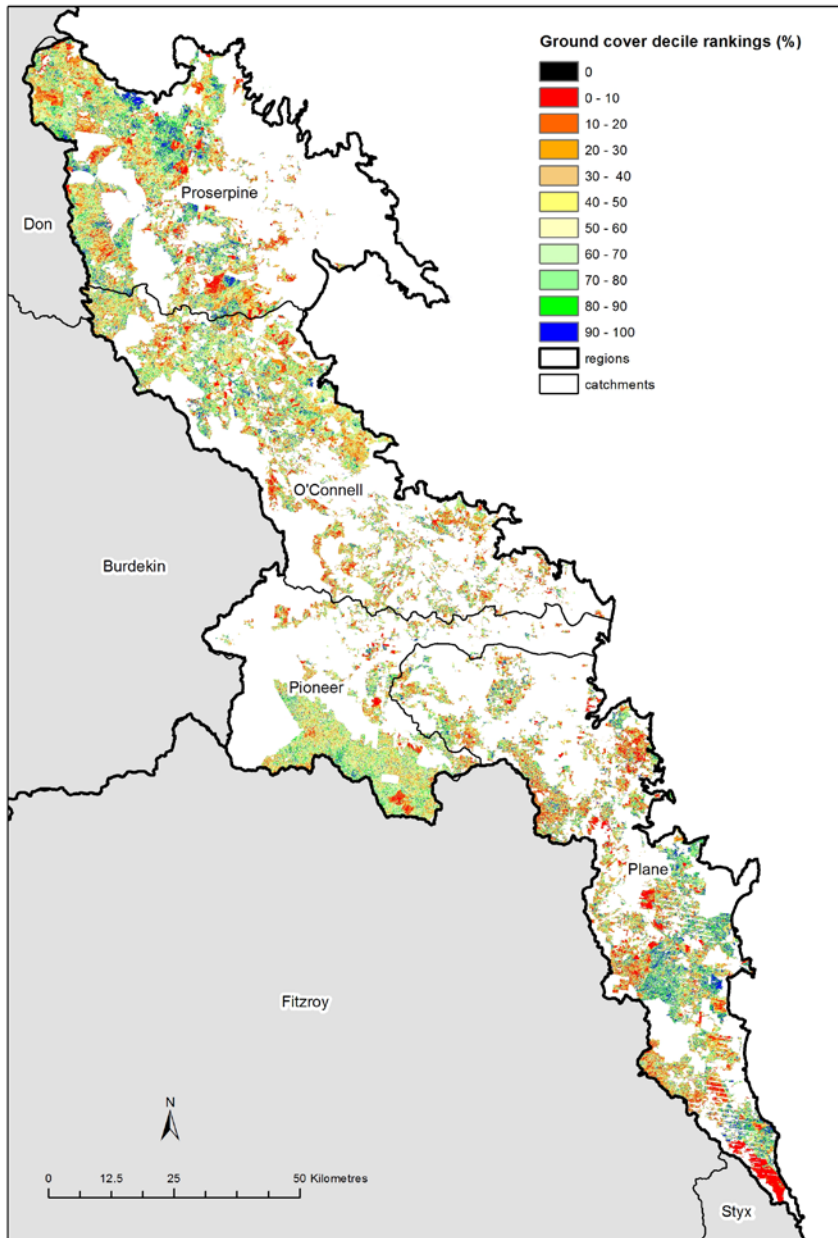 Ground cover decile rankings (%)
0
0 - 10
10 - 20
20 - 30
30 - 40
40 - 50
50 - 60
60 - 70
70 - 80
80 - 90
90 - 100
regions
catchments
Proserpine
Don
O'Connell
Burdekin
Pioneer
Plane
Fitzroy
N
0 12.5 25 50 Kilometres
Styx